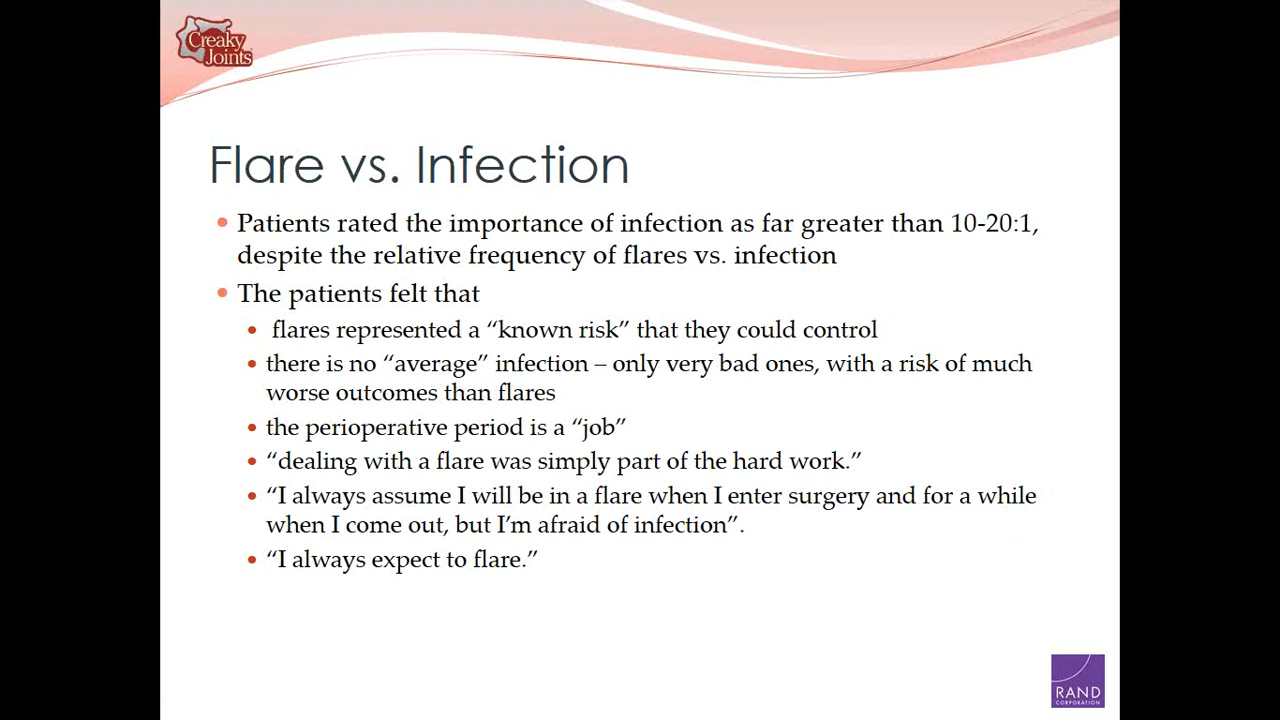 Creaky
Joints
Flare vs. Infection
• Patients rated the importance of infection as far greater than 10-20:1,
despite the relative frequency of flares vs. infection
• The patients felt that
• flares represented a “known risk” that they could control
• there is no “average” infection – only very bad ones, with a risk of much
worse outcomes than flares
• the perioperative period is a “job”
• “dealing with a flare was simply part of the hard work.”
• “I always assume I will be in a flare when I enter surgery and for a while
when I come out, but I’m afraid of infection”.
• “I always expect to flare.”
RAND
CORPORATION